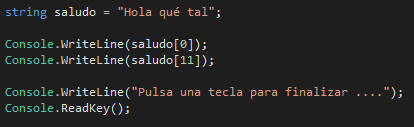 string saludo = "Hola qué tal";
Console.WriteLine(saludo[0]);
Console.WriteLine(saludo[11]);
Console.WriteLine("Pulsa una tecla para finalizar ....");
Console.ReadKey();